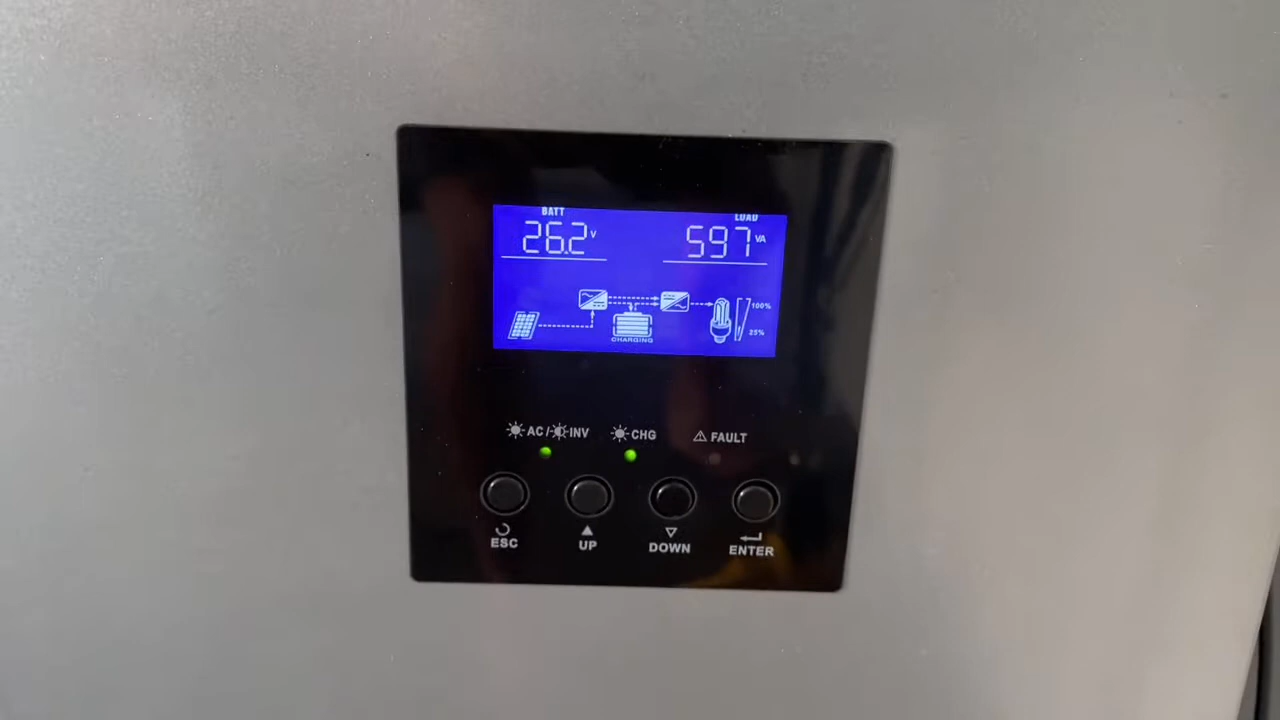 BATT LOAD
26.2 V 597 VA
100%
25%
CHARGING
AC/ INV CHG FAULT
ESC UP DOWN ENTER